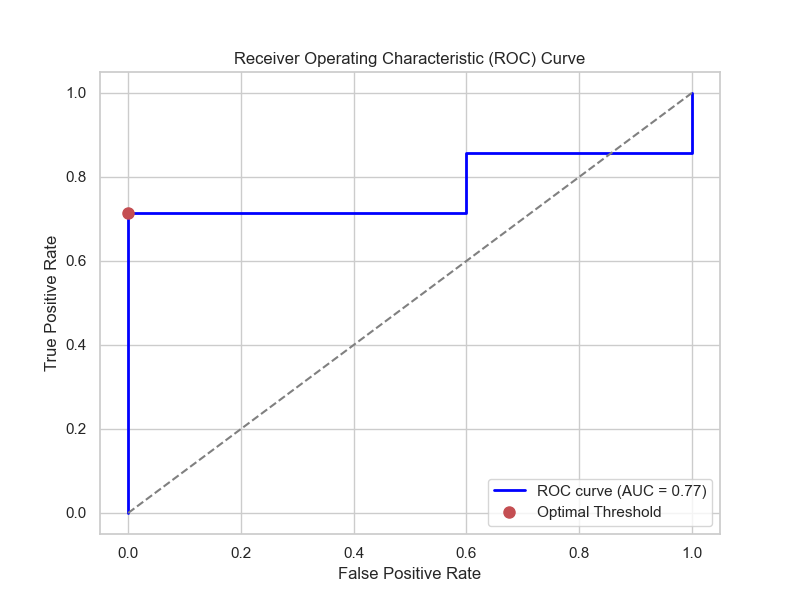 Receiver Operating Characteristic (ROC) Curve
1.0
0.8
0.6
0.4
0.2
0.0
True Positive Rate
0.0 0.2 0.4 0.6 0.8 1.0
False Positive Rate
ROC curve (AUC = 0.77)
Optimal Threshold